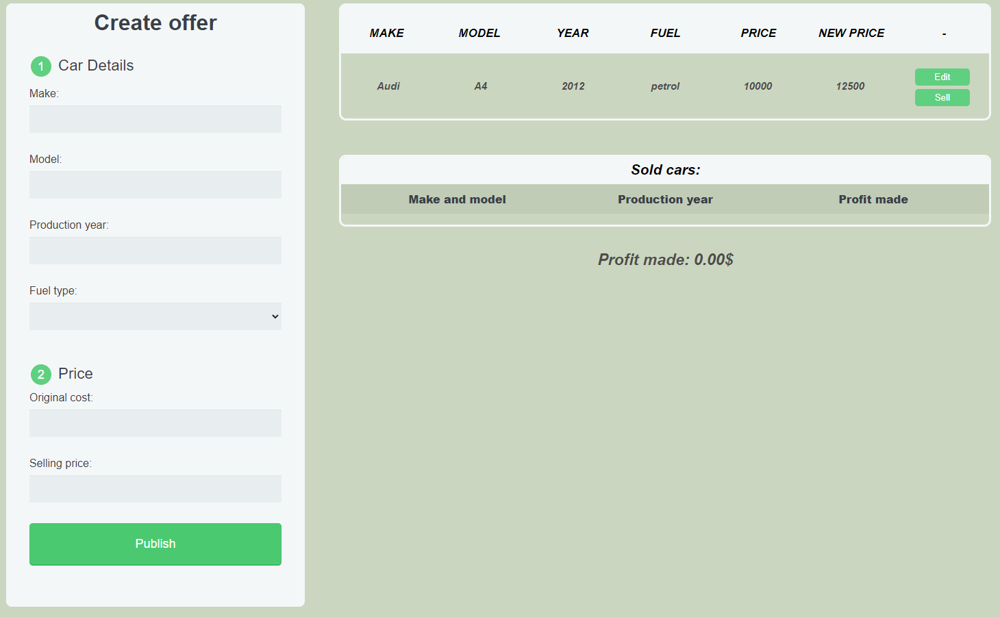 Create offer
1 Car Details
Make:
Model:
Production year:
Fuel type:
2 Price
Original cost:
Selling price:
Publish
MAKE MODEL YEAR FUEL PRICE NEW PRICE -
Audi A4 2012 petrol 10000 12500 Edit
Sell
Sold cars:
Make and model Production year Profit made
Profit made: 0.00$